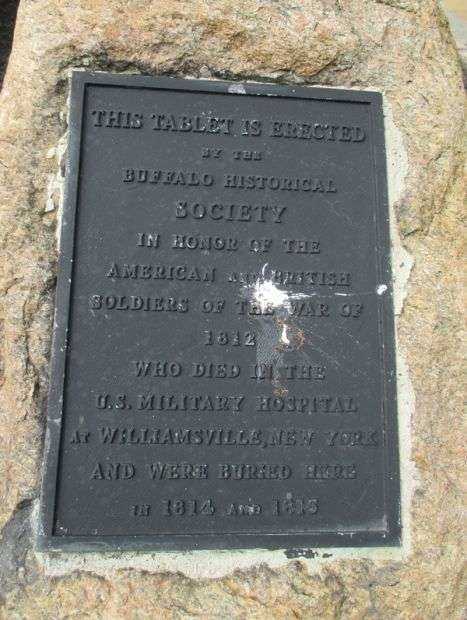 THIS TABLET IS ERECTED
BY THE
BUFFALO HISTORICAL
SOCIETY
IN HONOR OF THE
AMERICAN AND BRITISH
SOLDIERS OF THE WAR OF
1812
WHO DIED IN THE
U.S. MILITARY HOSPITAL
AT WILLIAMSVILLE, NEW YORK
AND WERE BURIED HERE
IN 1814 AND 1815